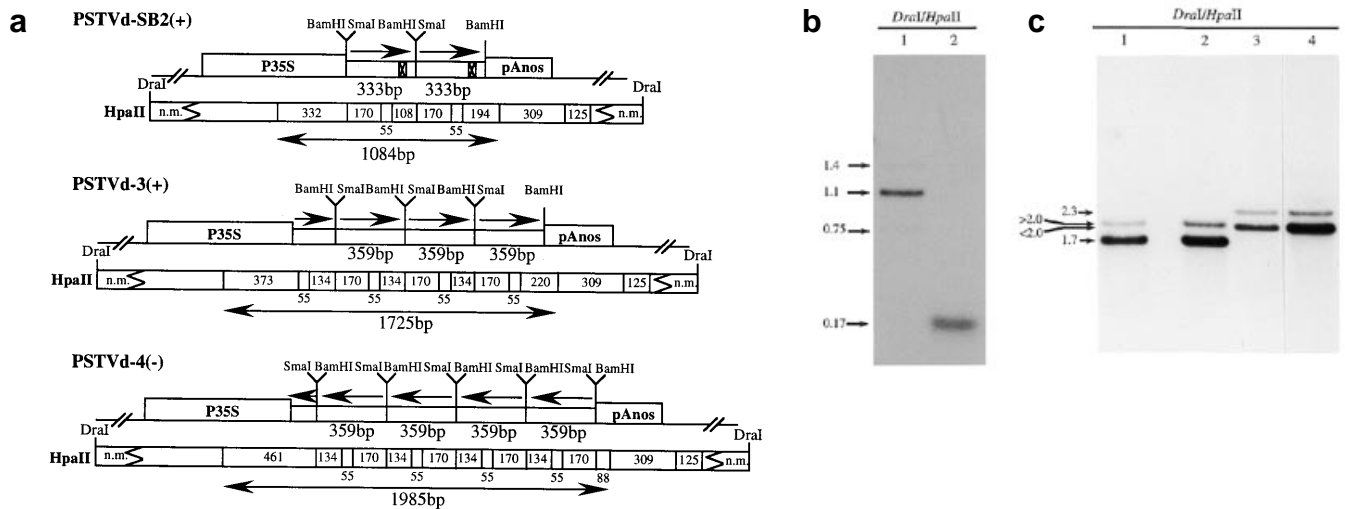 a
PSTVd-SB2(+)
BamHI SmaI BamHI SmaI BamHI
P35S
pAnos
DraI
333bp 333bp
DraI
HpaII n.m. 332 170 108 170 194 309 125 n.m.
55 55
1084bp
PSTVd-3(+)
BamHI SmaI BamHI SmaI BamHI SmaI BamHI
P35S
pAnos
DraI
359bp 359bp 359bp
DraI
HpaII n.m. 373 134 170 134 170 134 170 220 309 125 n.m.
55 55 55 55
1725bp
PSTVd-4(-)
SmaI BamHI SmaI BamHI SmaI BamHI SmaI BamHI SmaI BamHI
P35S
pAnos
DraI
359bp 359bp 359bp 359bp
DraI
HpaII n.m. 461 134 170 134 170 134 170 134 170 309 125 n.m.
55 55 55 55 88
1985bp
b
DraI/HpaII
1 2
1.4
1.1
0.75
0.17
c
DraI/HpaII
1 2 3 4
2.3
>2.0
<2.0
1.7